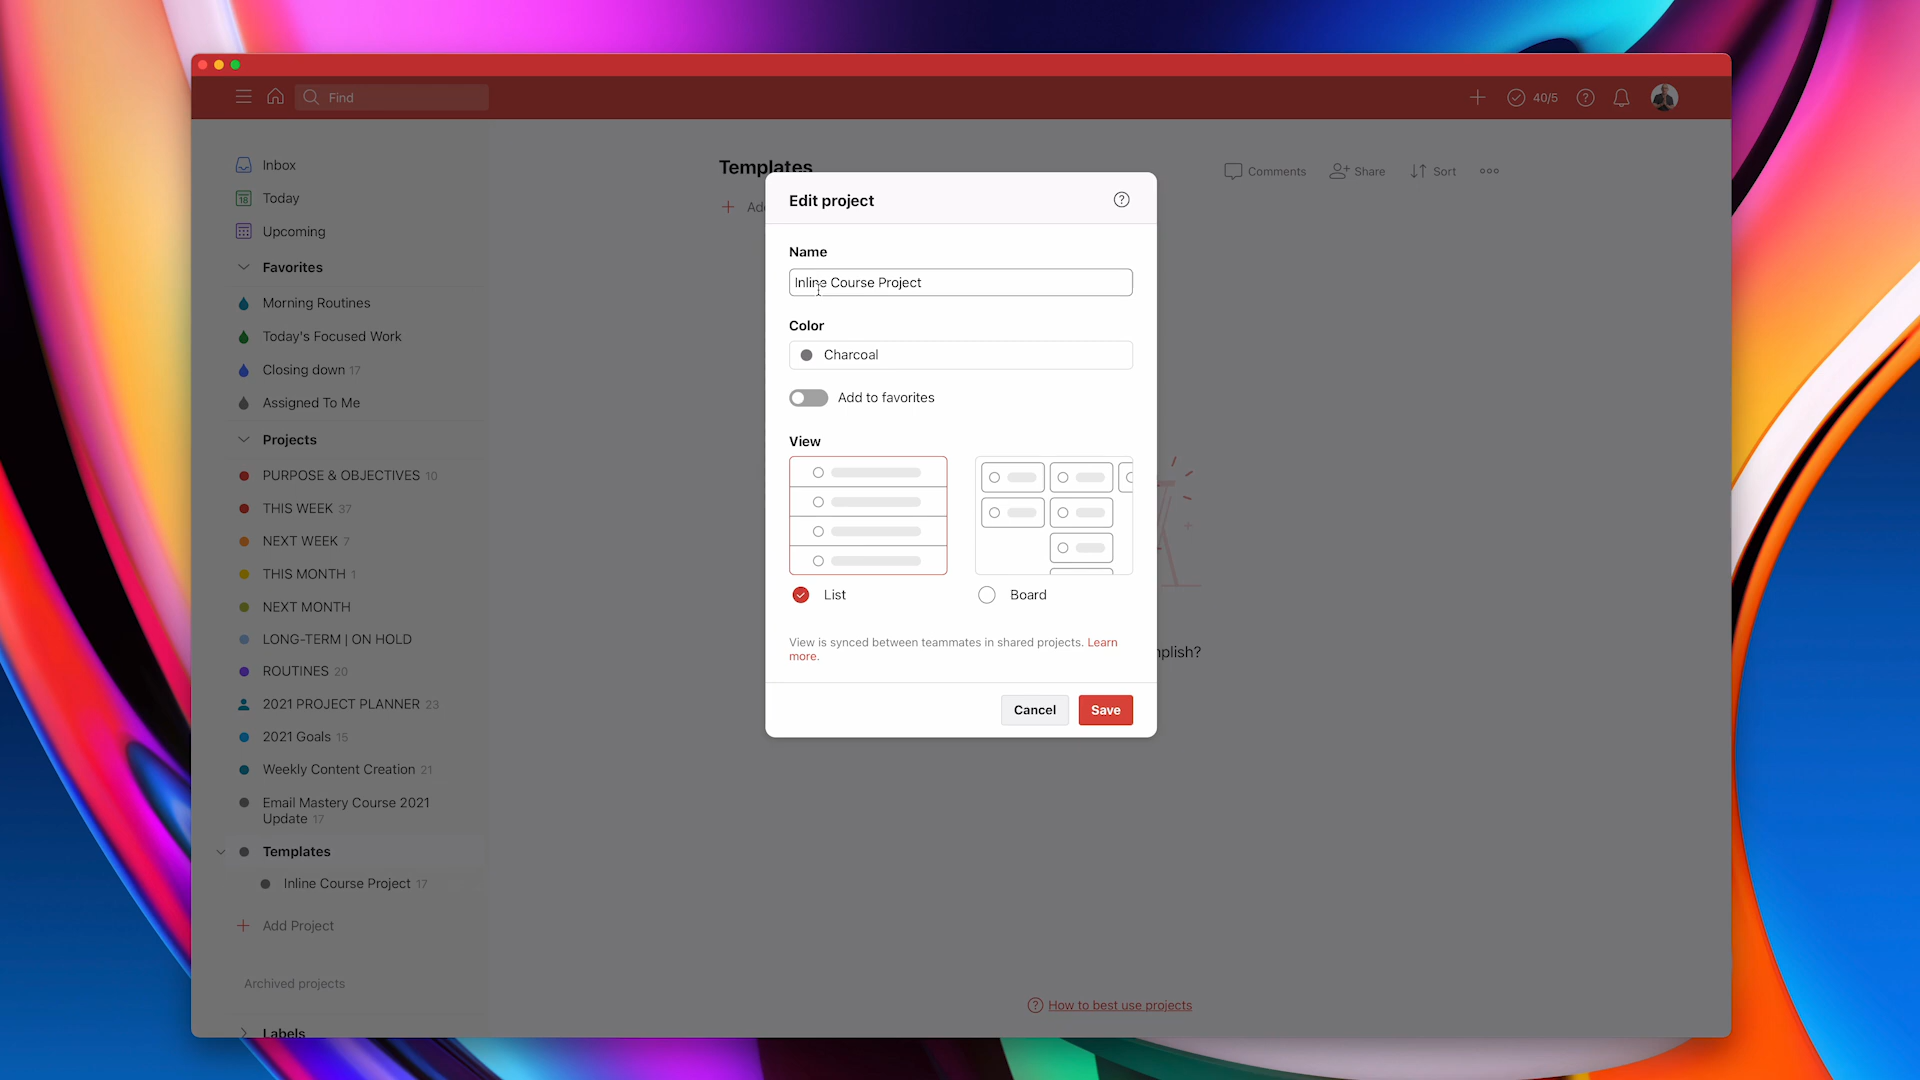 Find
40/5
Inbox
18
Today
Upcoming
Favorites
Morning Routines
Today's Focused Work
Closing down 17
Assigned To Me
Projects
PURPOSE & OBJECTIVES 10
THIS WEEK 37
NEXT WEEK 7
THIS MONTH 1
NEXT MONTH
LONG-TERM | ON HOLD
ROUTINES 20
2021 PROJECT PLANNER 23
2021 Goals 15
Weekly Content Creation 21
Email Mastery Course 2021
Update 17
Templates
Inline Course Project 17
Add Project
Archived projects
Labels
Templates
Comments
Share
Sort
Edit project
Name
Inline Course Project
Color
Charcoal
Add to favorites
View
List
Board
View is synced between teammates in shared projects. Learn
more.
Cancel
Save
plish?
How to best use projects